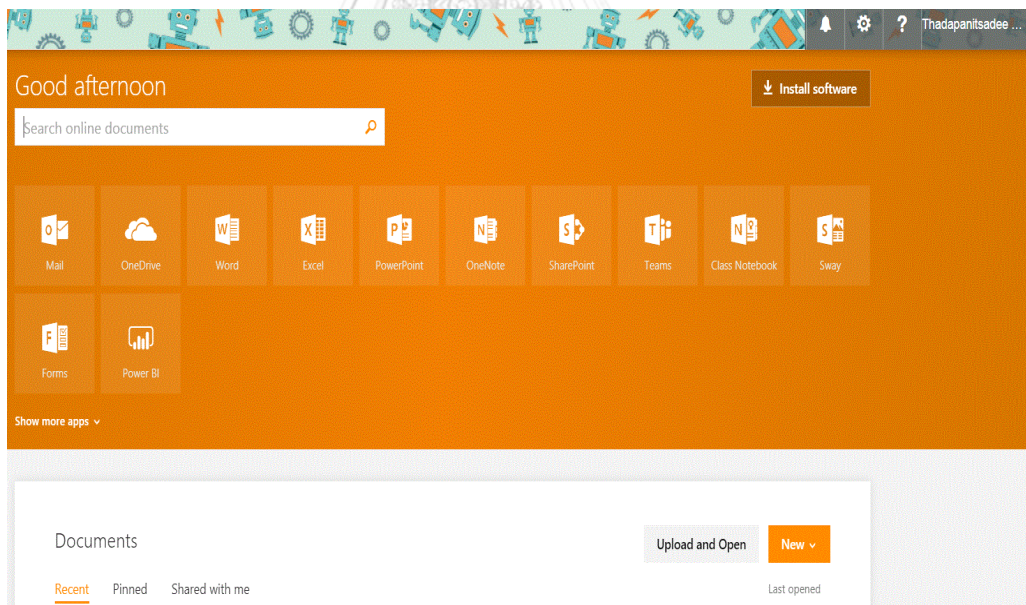 ? Thadapanitsadee ...
Good afternoon
Install software
Search online documents
Mail OneDrive Word Excel PowerPoint OneNote SharePoint Teams Class Notebook Sway
Forms Power BI
Show more apps
Documents
Upload and Open New
Recent Pinned Shared with me Last opened